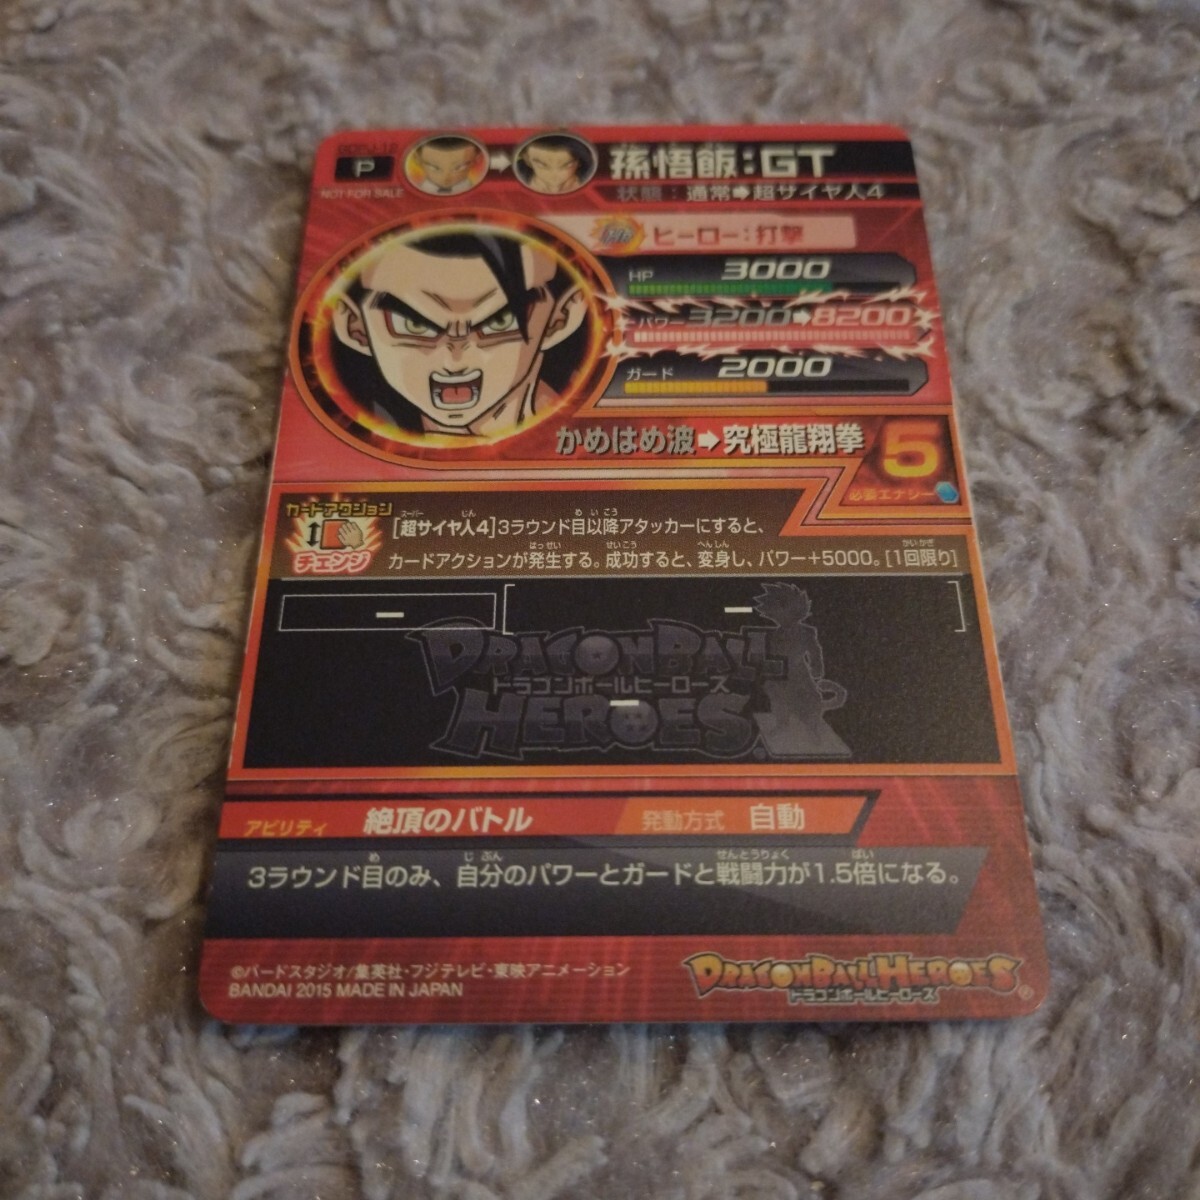 P
NOT FOR SALE
孫悟飯:GT
状態:通常➡超サイヤ人4
ヒーロー:打撃
HP 3000
パワー 3200➡8200
ガード 2000
かめはめ波➡究極龍翔拳
5
必要エナジー
カードアクション
チェンジ
[超サイヤ人4]3ラウンド目以降アタッカーにすると、
カードアクションが発生する。成功すると、変身し、パワー+5000。[1回限り]
DRAGON BALL
ドラゴンボールヒーローズ
HEROES
アビリティ 絶頂のバトル 発動方式 自動
3ラウンド目のみ、自分のパワーとガードと戦闘力が1.5倍になる。
©バードスタジオ/集英社・フジテレビ・東映アニメーション
BANDAI 2015 MADE IN JAPAN
DRAGON BALL HEROES
ドラゴンボールヒーローズ